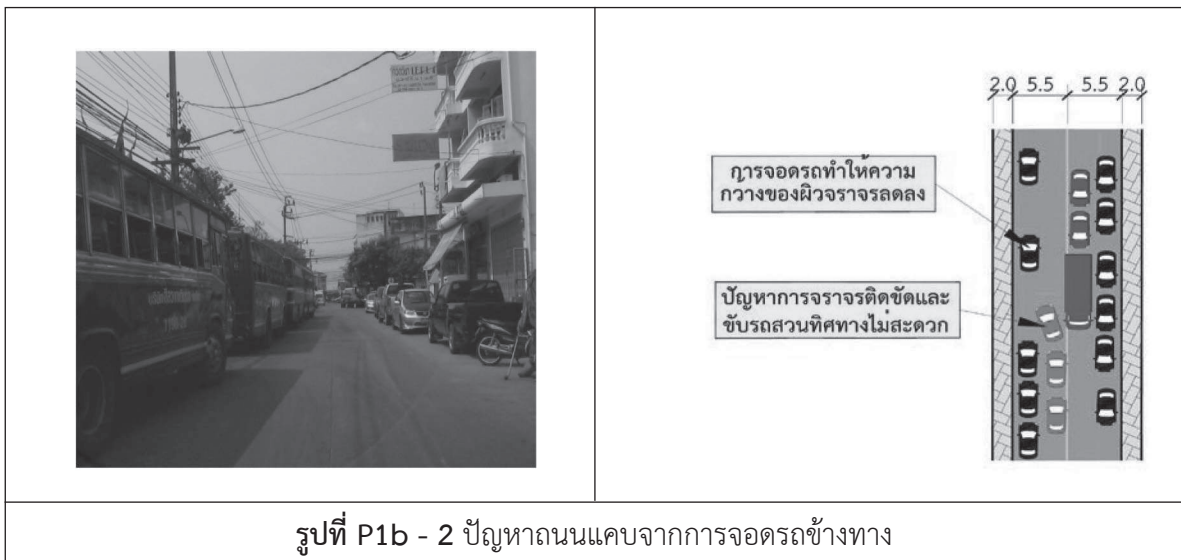 2.0 5.5 5.5 2.0
การจอดรถทำให้ความ
กว้างของผิวจราจรลดลง
ปัญหาการจราจรติดขัดและ
ขับรถสวนทิศทางไม่สะดวก
รูปที่ P1b - 2 ปัญหาถนนแคบจากการจอดรถข้างทาง